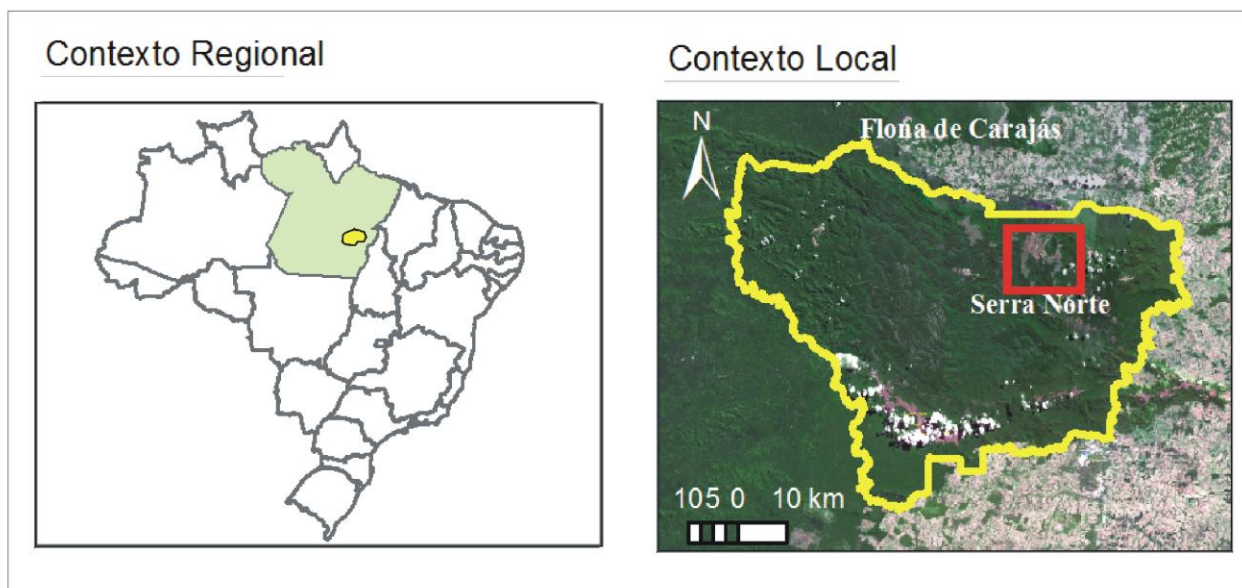 Contexto Regional
Contexto Local
N
Flona de Carajás
Serra Norte
105 0 10 km